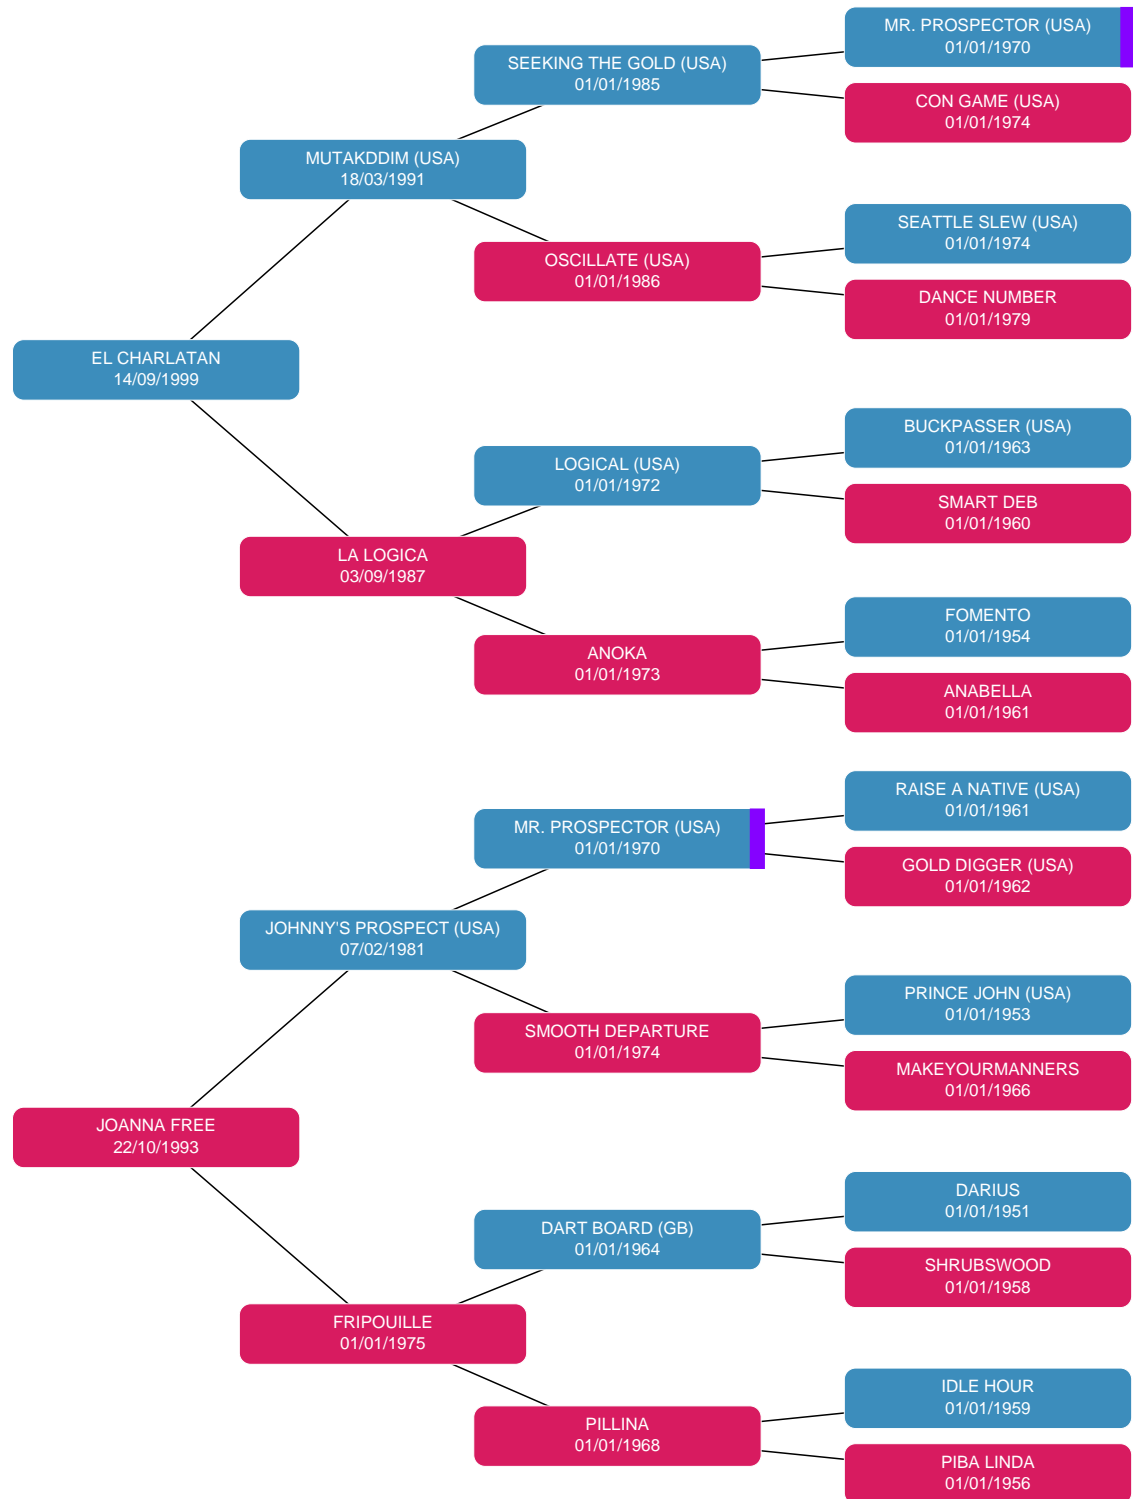 MR. PROSPECTOR (USA)
01/01/1970
SEEKING THE GOLD (USA)
01/01/1985
CON GAME (USA)
01/01/1974
MUTAKDDIM (USA)
18/03/1991
SEATTLE SLEW (USA)
01/01/1974
OSCILLATE (USA)
01/01/1986
DANCE NUMBER
01/01/1979
EL CHARLATAN
14/09/1999
BUCKPASSER (USA)
01/01/1963
LOGICAL (USA)
01/01/1972
SMART DEB
01/01/1960
LA LOGICA
03/09/1987
FOMENTO
01/01/1954
ANOKA
01/01/1973
ANABELLA
01/01/1961
RAISE A NATIVE (USA)
01/01/1961
MR. PROSPECTOR (USA)
01/01/1970
GOLD DIGGER (USA)
01/01/1962
JOHNNY'S PROSPECT (USA)
07/02/1981
PRINCE JOHN (USA)
01/01/1953
SMOOTH DEPARTURE
01/01/1974
MAKEYOURMANNERS
01/01/1966
JOANNA FREE
22/10/1993
DARIUS
01/01/1951
DART BOARD (GB)
01/01/1964
SHRUBSWOOD
01/01/1958
FRIPOUILLE
01/01/1975
IDLE HOUR
01/01/1959
PILLINA
01/01/1968
PIBA LINDA
01/01/1956